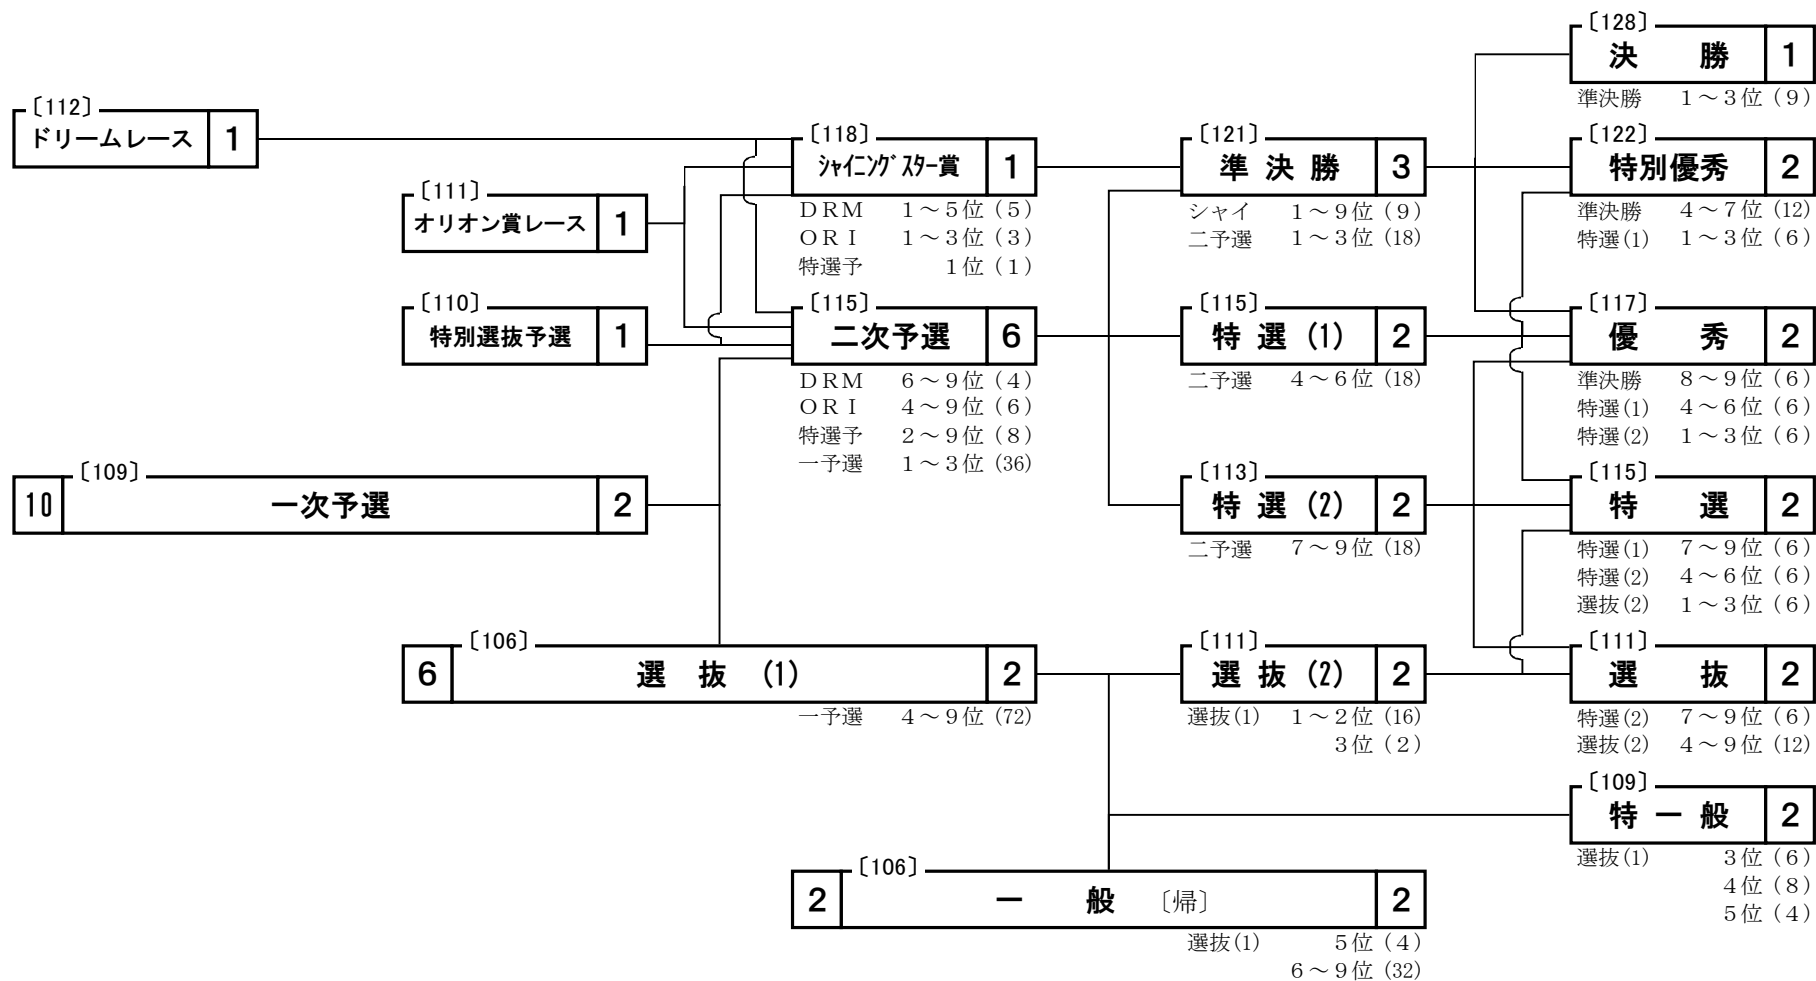 〔112〕
ドリームレース 1
〔111〕
オリオン賞レース 1
〔110〕
特別選抜予選 1
〔109〕
10 一次予選 2
〔106〕
6 選 抜 (1) 2
一予選 4～9位 (72)
〔118〕
ｼｬｲﾆﾝｸﾞｽﾀｰ賞 1
ＤＲＭ 1～5位 (5)
ＯＲＩ 1～3位 (3)
特選予 1位 (1)
〔115〕
二次予選 6
ＤＲＭ 6～9位 (4)
ＯＲＩ 4～9位 (6)
特選予 2～9位 (8)
一予選 1～3位 (36)
〔106〕
2 一 般 〔帰〕 2
選抜(1) 5位 (4)
6～9位 (32)
〔121〕
準 決 勝 3
シャイ 1～9位 (9)
二予選 1～3位 (18)
〔115〕
特 選 (1) 2
二予選 4～6位 (18)
〔113〕
特 選 (2) 2
二予選 7～9位 (18)
〔111〕
選 抜 (2) 2
選抜(1) 1～2位 (16)
3位 (2)
〔128〕
決 勝 1
準決勝 1～3位 (9)
〔122〕
特別優秀 2
準決勝 4～7位 (12)
特選(1) 1～3位 (6)
〔117〕
優 秀 2
準決勝 8～9位 (6)
特選(1) 4～6位 (6)
特選(2) 1～3位 (6)
〔115〕
特 選 2
特選(1) 7～9位 (6)
特選(2) 4～6位 (6)
選抜(2) 1～3位 (6)
〔111〕
選 抜 2
特選(2) 7～9位 (6)
選抜(2) 4～9位 (12)
〔109〕
特 一 般 2
選抜(1) 3位 (6)
4位 (8)
5位 (4)